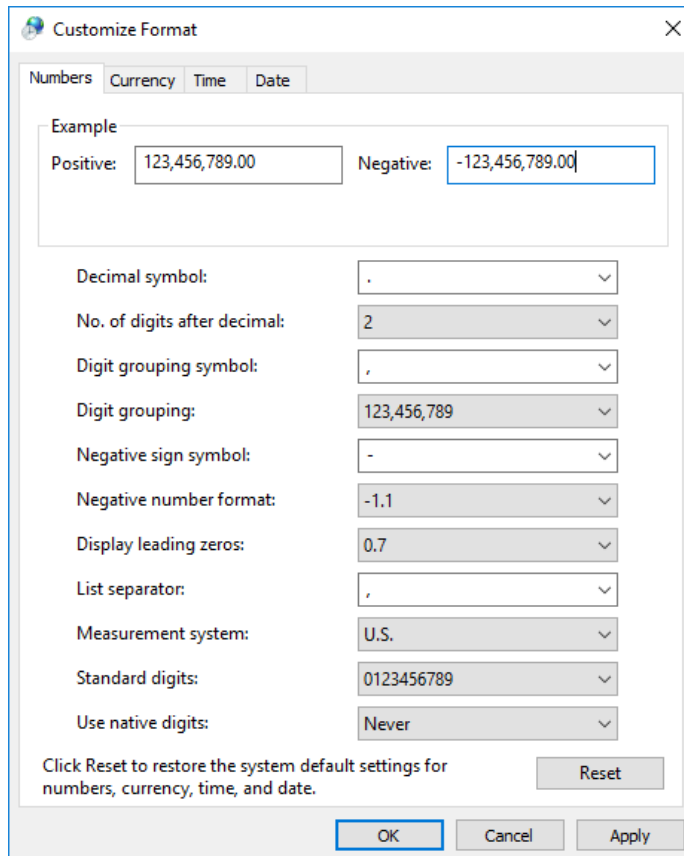 Customize Format
Numbers Currency Time Date
Example
Positive: 123,456,789.00 Negative: -123,456,789.00
Decimal symbol: .
No. of digits after decimal: 2
Digit grouping symbol: ,
Digit grouping: 123,456,789
Negative sign symbol: -
Negative number format: -1.1
Display leading zeros: 0.7
List separator: ,
Measurement system: U.S.
Standard digits: 0123456789
Use native digits: Never
Click Reset to restore the system default settings for
numbers, currency, time, and date.
Reset
OK Cancel Apply